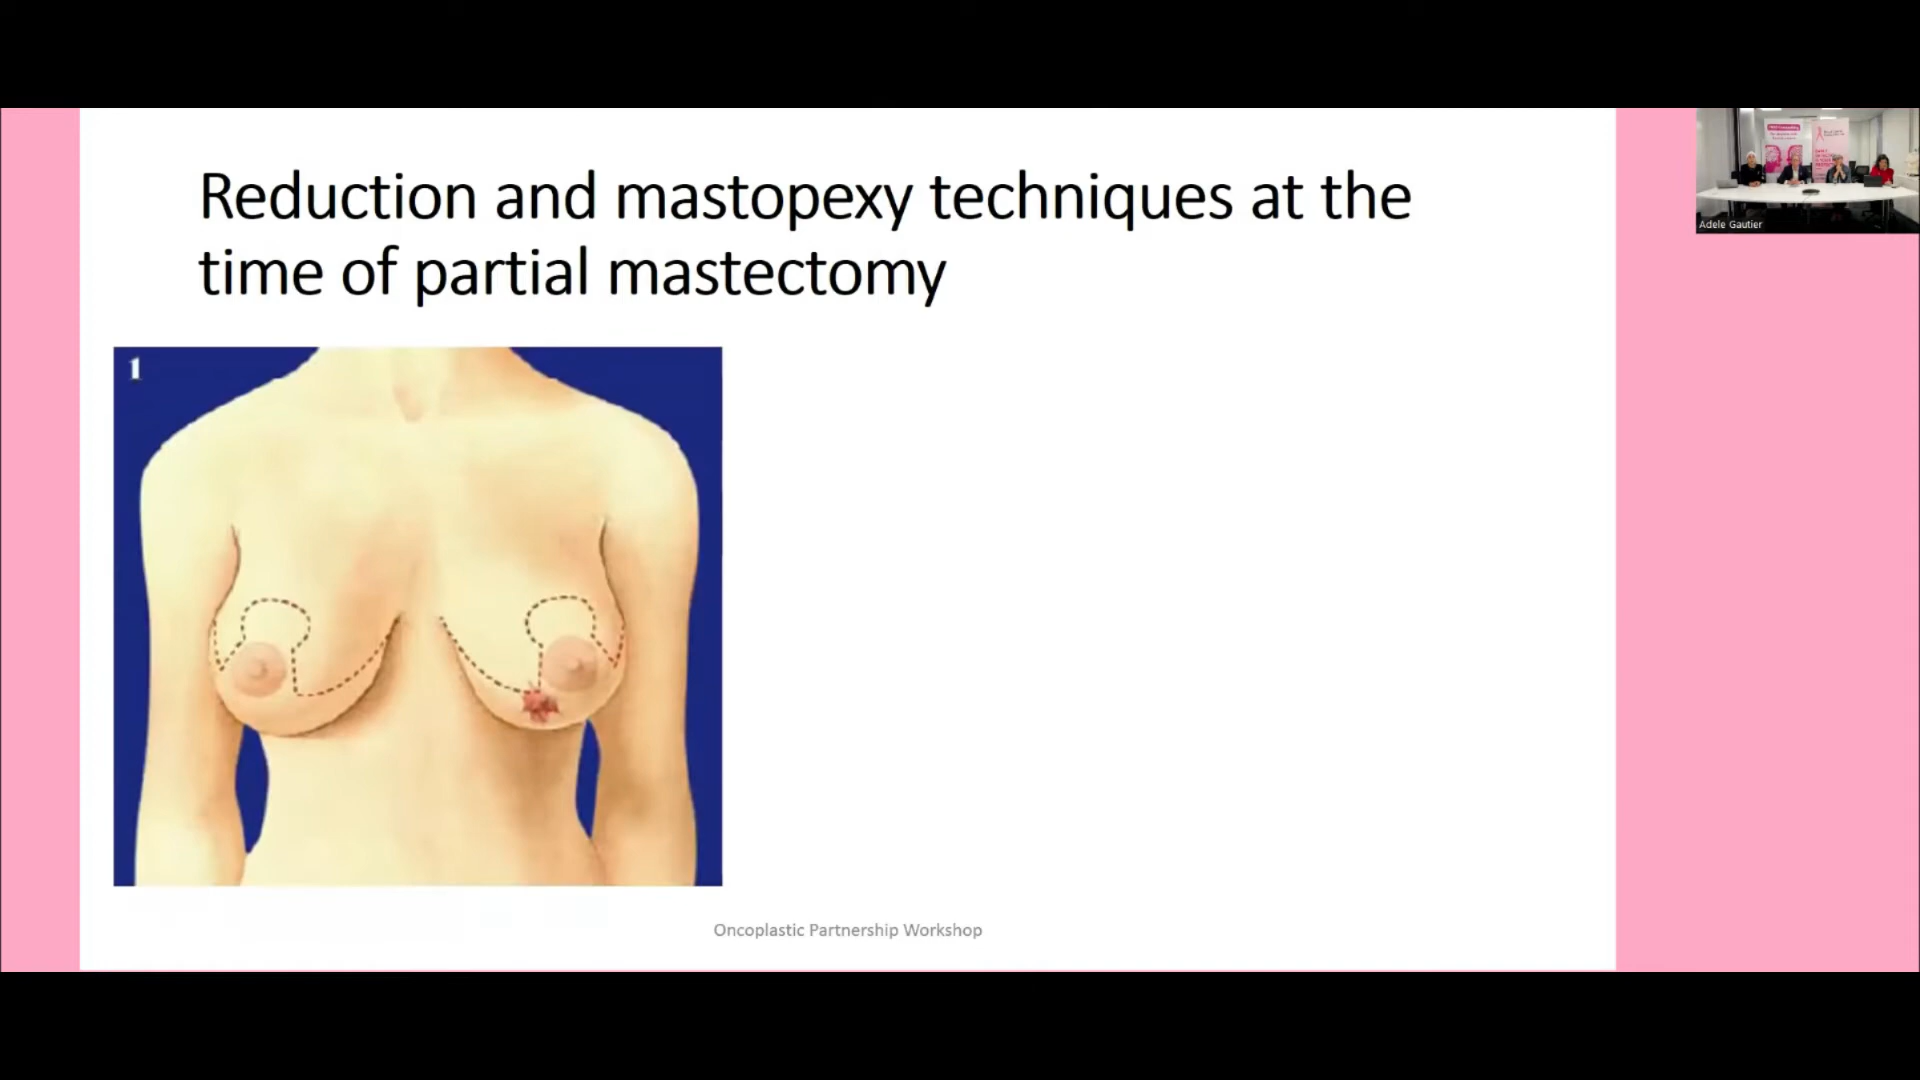 Reduction and mastopexy techniques at the
time of partial mastectomy
1
Oncoplastic Partnership Workshop
Adele Gautier